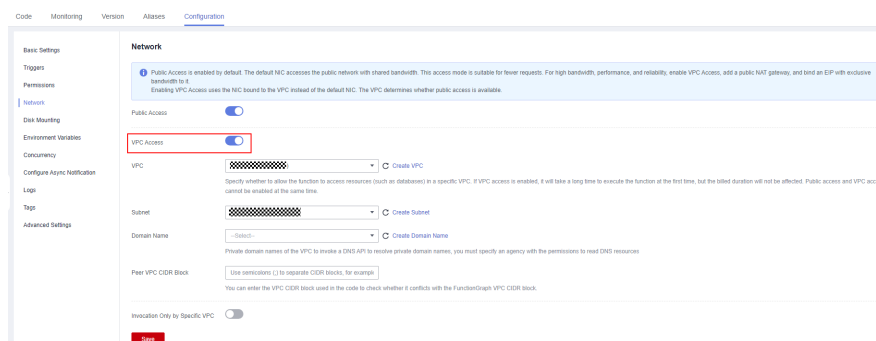 Code Monitoring Version Aliases Configuration
Basic Settings
Triggers
Permissions
Network
Disk Mounting
Environment Variables
Concurrency
Configure Async Notification
Logs
Tags
Advanced Settings
Network
Public Access is enabled by default. The default NIC accesses the public network with shared bandwidth. This access mode is suitable for fewer requests. For high bandwidth, performance, and reliability, enable VPC Access, add a public NAT gateway, and bind an EIP with exclusive
bandwidth to it.
Enabling VPC Access uses the NIC bound to the VPC instead of the default NIC. The VPC determines whether public access is available.
Public Access
VPC Access
VPC
Create VPC
Specify whether to allow the function to access resources (such as databases) in a specific VPC. If VPC access is enabled, it will take a long time to execute the function at the first time, but the billed duration will not be affected. Public access and VPC acc
cannot be enabled at the same time.
Subnet
Create Subnet
Domain Name
--Select--
Create Domain Name
Private domain names of the VPC to invoke a DNS API to resolve private domain names, you must specify an agency with the permissions to read DNS resources
Peer VPC CIDR Block
Use semicolons (;) to separate CIDR blocks, for example
You can enter the VPC CIDR block used in the code to check whether it conflicts with the FunctionGraph VPC CIDR block.
Invocation Only by Specific VPC
Save